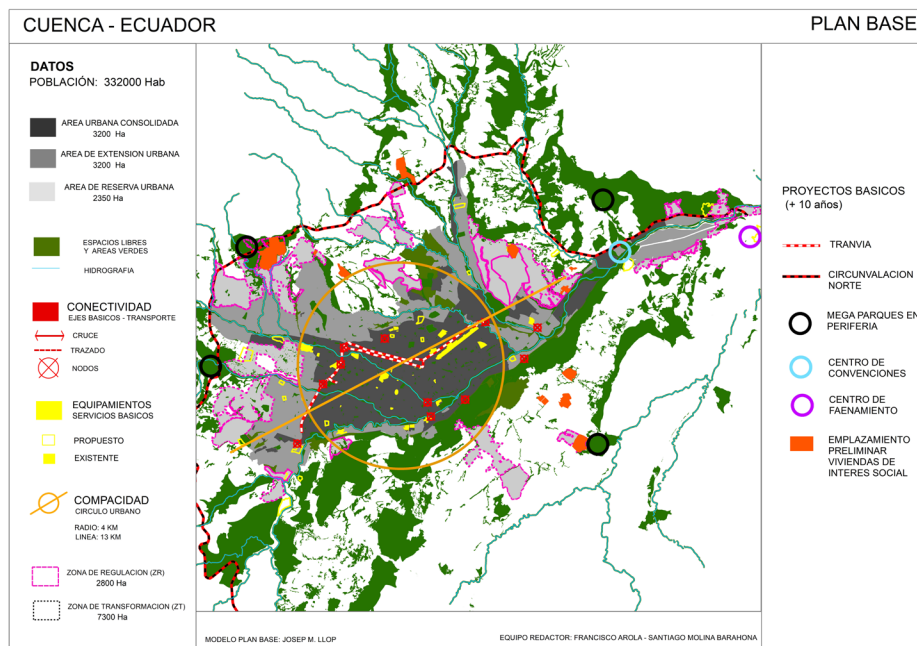 CUENCA - ECUADOR
PLAN BASE
DATOS
POBLACIÓN: 332000 Hab
AREA URBANA CONSOLIDADA
3200 Ha
AREA DE EXTENSION URBANA
3200 Ha
AREA DE RESERVA URBANA
2350 Ha
ESPACIOS LIBRES
Y AREAS VERDES
HIDROGRAFIA
CONECTIVIDAD
EJES BASICOS - TRANSPORTE
CRUCE
TRAZADO
NODOS
EQUIPAMIENTOS
SERVICIOS BASICOS
PROPUESTO
EXISTENTE
COMPACIDAD
CIRCULO URBANO
RADIO: 4 KM
LINEA: 13 KM
ZONA DE REGULACION (ZR)
2800 Ha
ZONA DE TRANSFORMACION (ZT)
7300 Ha
PROYECTOS BASICOS
(+ 10 años)
TRANVIA
CIRCUNVALACION
NORTE
MEGA PARQUES EN
PERIFERIA
CENTRO DE
CONVENCIONES
CENTRO DE
FAENAMIENTO
EMPLAZAMIENTO
PRELIMINAR
VIVIENDAS DE
INTERES SOCIAL
MODELO PLAN BASE: JOSEP M. LLOP
EQUIPO REDACTOR: FRANCISCO AROLA - SANTIAGO MOLINA BARAHONA